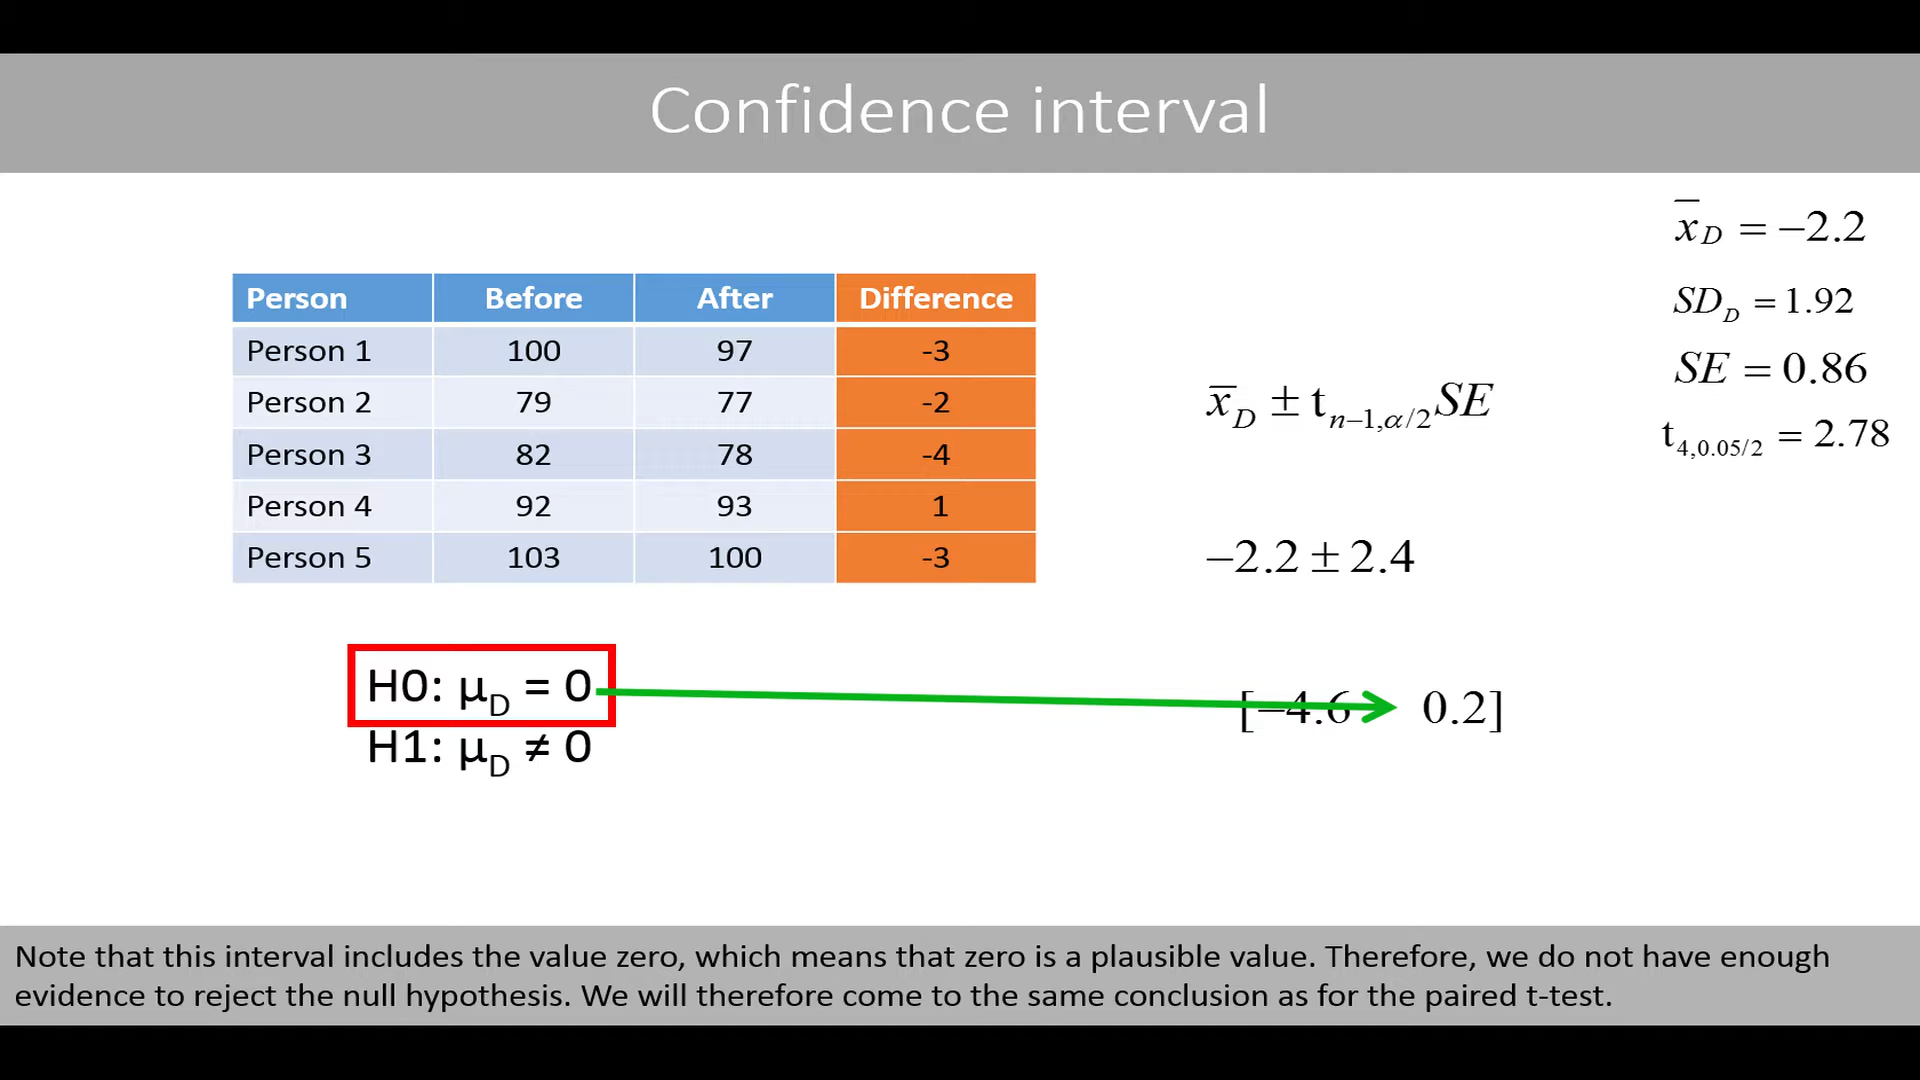 Confidence interval
Person Before After Difference
Person 1 100 97 -3
Person 2 79 77 -2
Person 3 82 78 -4
Person 4 92 93 1
Person 5 103 100 -3
x̄_D = −2.2
SD_D = 1.92
SE = 0.86
t_{4,0.05/2} = 2.78
x̄_D ± t_{n−1,α/2}SE
−2.2 ± 2.4
H0: μ_D = 0
H1: μ_D ≠ 0
[−4.6 0.2]
Note that this interval includes the value zero, which means that zero is a plausible value. Therefore, we do not have enough
evidence to reject the null hypothesis. We will therefore come to the same conclusion as for the paired t-test.